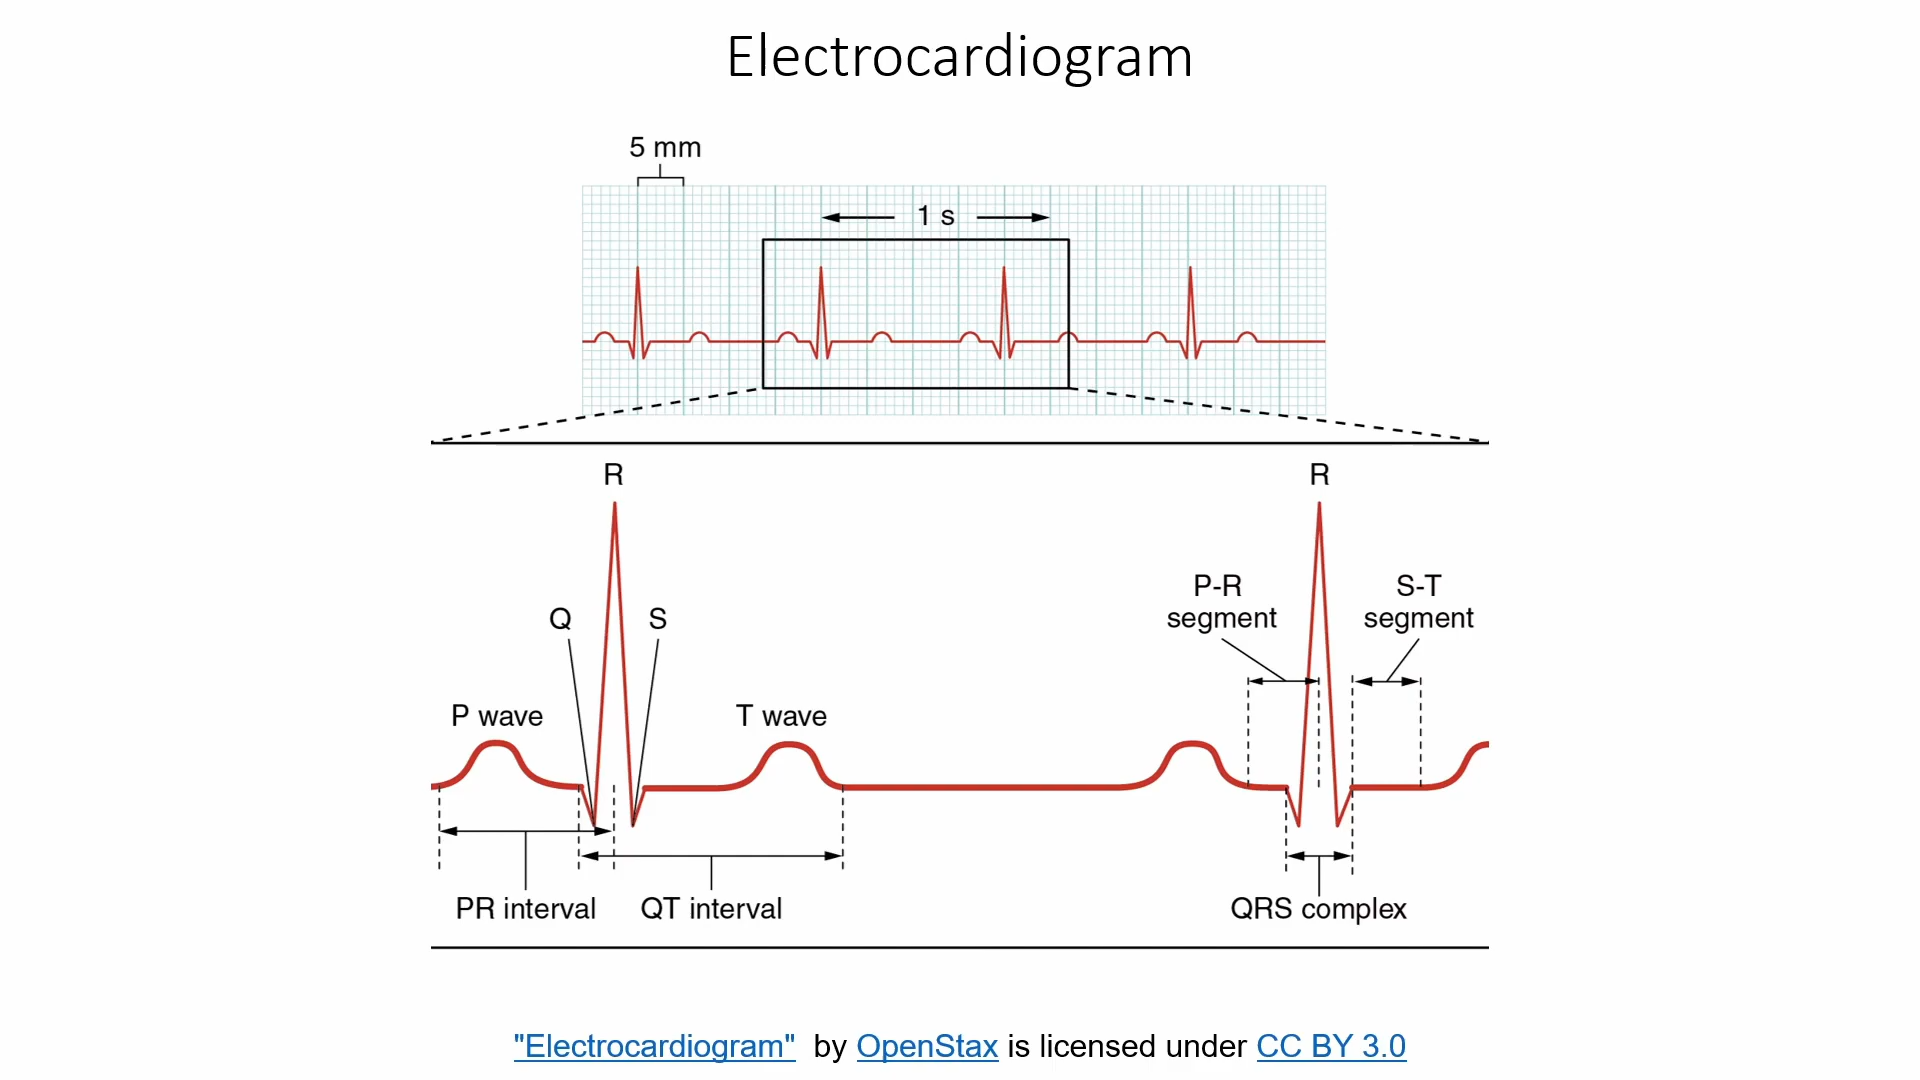 Electrocardiogram
5 mm
1 s
R
R
Q
S
P-R
segment
S-T
segment
P wave
T wave
PR interval
QT interval
QRS complex
"Electrocardiogram" by OpenStax is licensed under CC BY 3.0